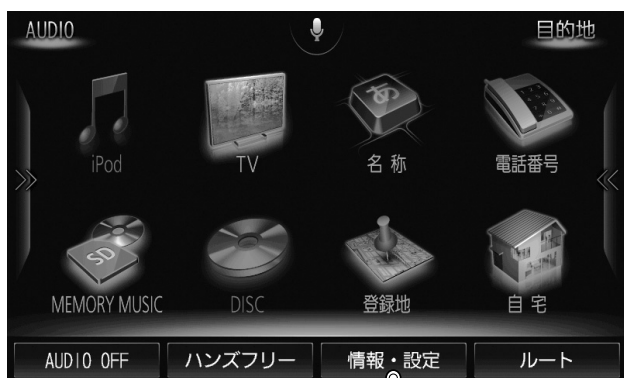 AUDIO 目的地
iPod TV 名称 電話番号
MEMORY MUSIC DISC 登録地 自宅
AUDIO OFF ハンズフリー 情報・設定 ルート